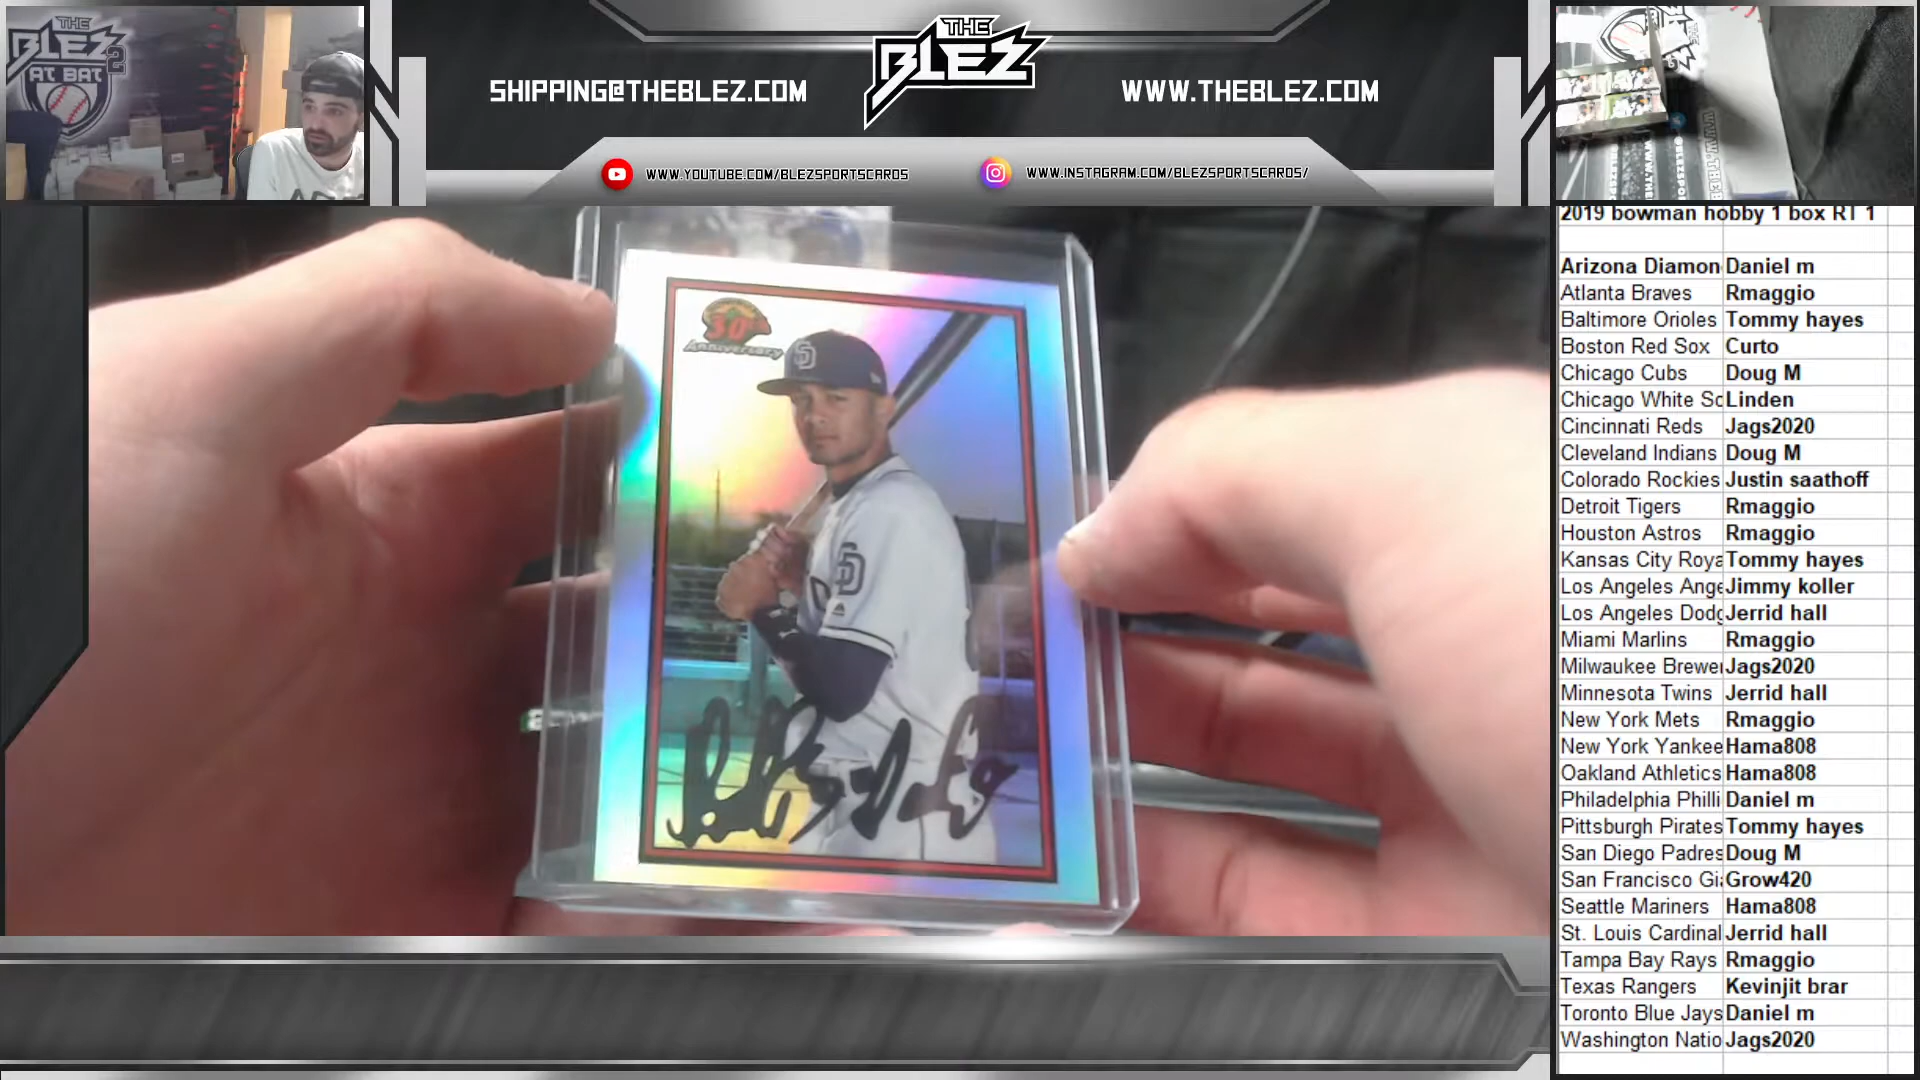 THE
BLEZ
2
AT BAT
SHIPPING@THEBLEZ.COM
THE
BLEZ
WWW.THEBLEZ.COM
WWW.YOUTUBE.COM/BLEZSPORTSCARDS
WWW.INSTAGRAM.COM/BLEZSPORTSCARDS/
30th
Anniversary
SD
SD
2019 bowman hobby 1 box RT 1
Arizona Diamon Daniel m
Atlanta Braves Rmaggio
Baltimore Orioles Tommy hayes
Boston Red Sox Curto
Chicago Cubs Doug M
Chicago White So Linden
Cincinnati Reds Jags2020
Cleveland Indians Doug M
Colorado Rockies Justin saathoff
Detroit Tigers Rmaggio
Houston Astros Rmaggio
Kansas City Roya Tommy hayes
Los Angeles Ange Jimmy koller
Los Angeles Dodg Jerrid hall
Miami Marlins Rmaggio
Milwaukee Brewer Jags2020
Minnesota Twins Jerrid hall
New York Mets Rmaggio
New York Yankee Hama808
Oakland Athletics Hama808
Philadelphia Philli Daniel m
Pittsburgh Pirates Tommy hayes
San Diego Padres Doug M
San Francisco Gi Grow420
Seattle Mariners Hama808
St. Louis Cardinal Jerrid hall
Tampa Bay Rays Rmaggio
Texas Rangers Kevinjit brar
Toronto Blue Jays Daniel m
Washington Natio Jags2020